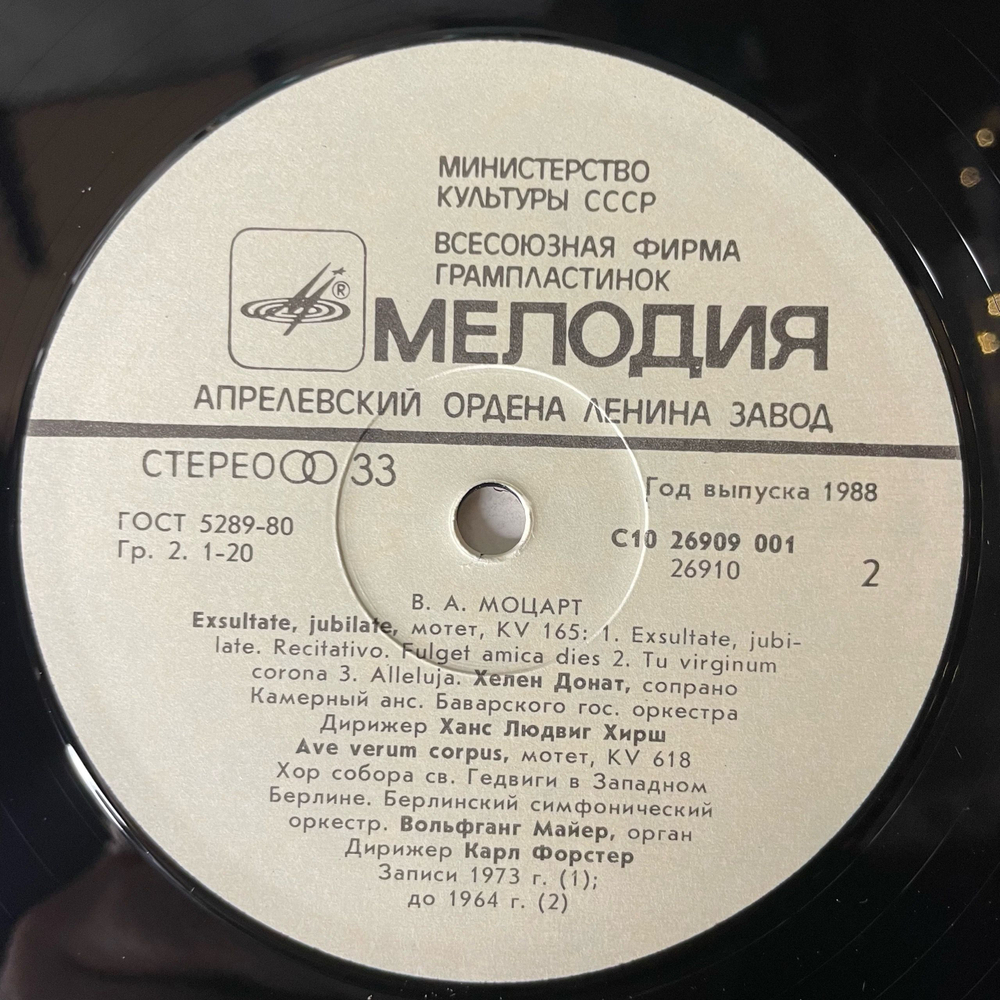 МИНИСТЕРСТВО
КУЛЬТУРЫ СССР
ВСЕСОЮЗНАЯ ФИРМА
ГРАМПЛАСТИНОК
®
МЕЛОДИЯ
АПРЕЛЕВСКИЙ ОРДЕНА ЛЕНИНА ЗАВОД
СТЕРЕО 33
Год выпуска 1988
ГОСТ 5289-80
Гр. 2. 1-20
С10 26909 001
26910
2
В. А. МОЦАРТ
Exsultate, jubilate, мотет, KV 165: 1. Exsultate, jubi-
late. Recitativo. Fulget amica dies 2. Tu virginum
corona 3. Alleluja. Хелен Донат, сопрано
Камерный анс. Баварского гос. оркестра
Дирижер Ханс Людвиг Хирш
Ave verum corpus, мотет, KV 618
Хор собора св. Гедвиги в Западном
Берлине. Берлинский симфонический
оркестр. Вольфганг Майер, орган
Дирижер Карл Форстер
Записи 1973 г. (1);
до 1964 г. (2)